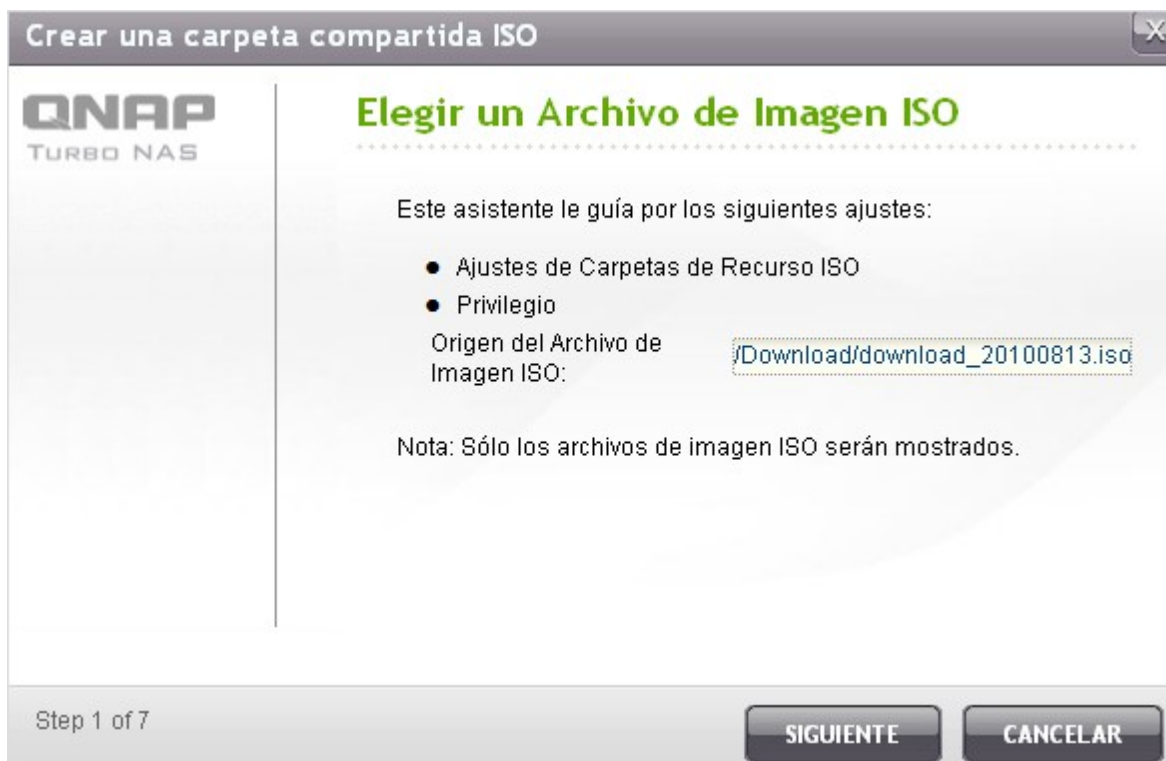 Crear una carpeta compartida ISO
X
QNAP
TURBO NAS
Elegir un Archivo de Imagen ISO
Este asistente le guía por los siguientes ajustes:
● Ajustes de Carpetas de Recurso ISO
● Privilegio
Origen del Archivo de
Imagen ISO:
/Download/download_20100813.iso
Nota: Sólo los archivos de imagen ISO serán mostrados.
Step 1 of 7
SIGUIENTE
CANCELAR